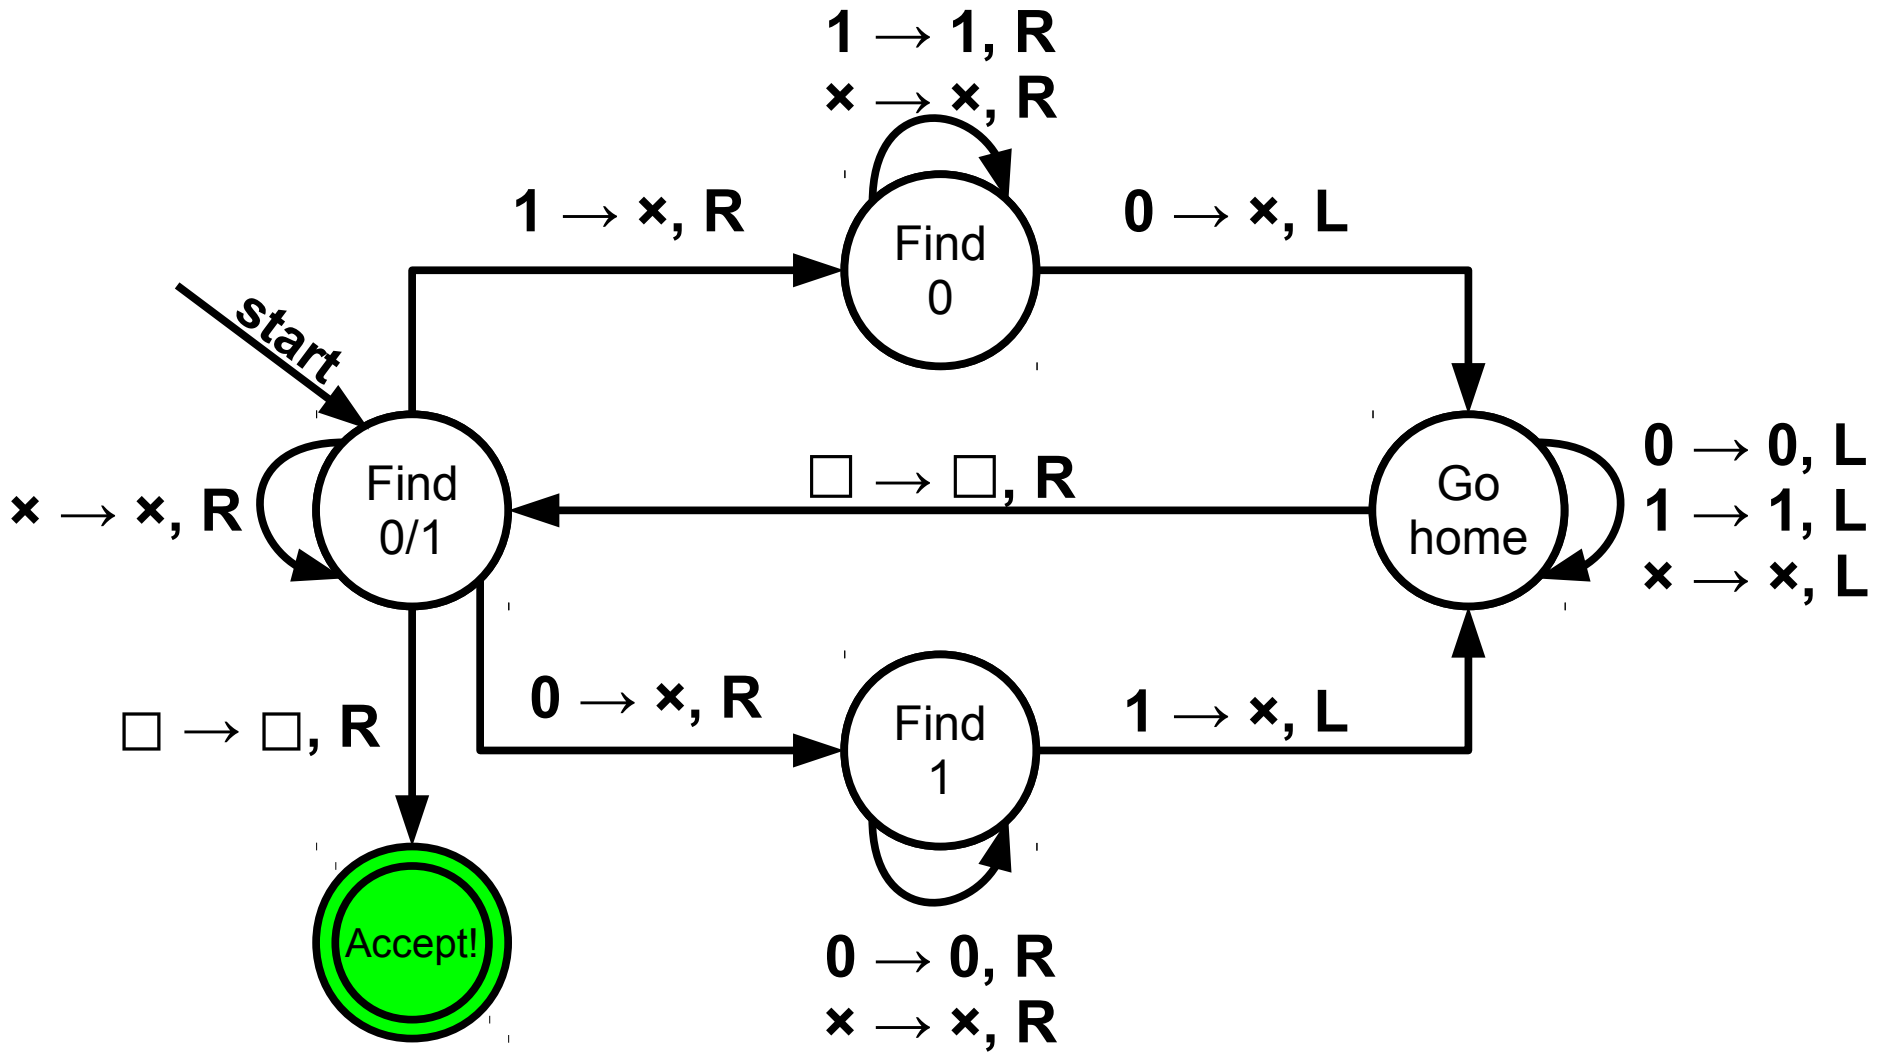 1 → 1, R
× → ×, R
1 → ×, R
Find
0
0 → ×, L
start
Find
0/1
× → ×, R
□ → □, R
Go
home
0 → 0, L
1 → 1, L
× → ×, L
□ → □, R
0 → ×, R
Find
1
1 → ×, L
Accept!
0 → 0, R
× → ×, R